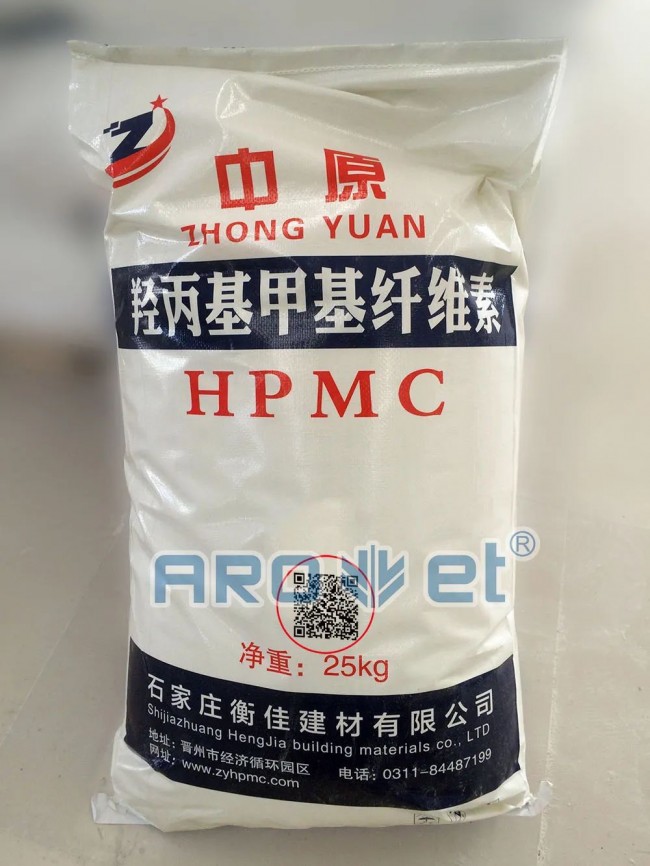 中原
ZHONG YUAN
羟丙基甲基纤维素
HPMC
AROJET®
净重：25kg
石家庄衡佳建材有限公司
Shijiazhuang HengJia building materials co., LTD
地址：晋州市经济循环园区
网址：www.zyhpmc.com 电话：0311-84487199